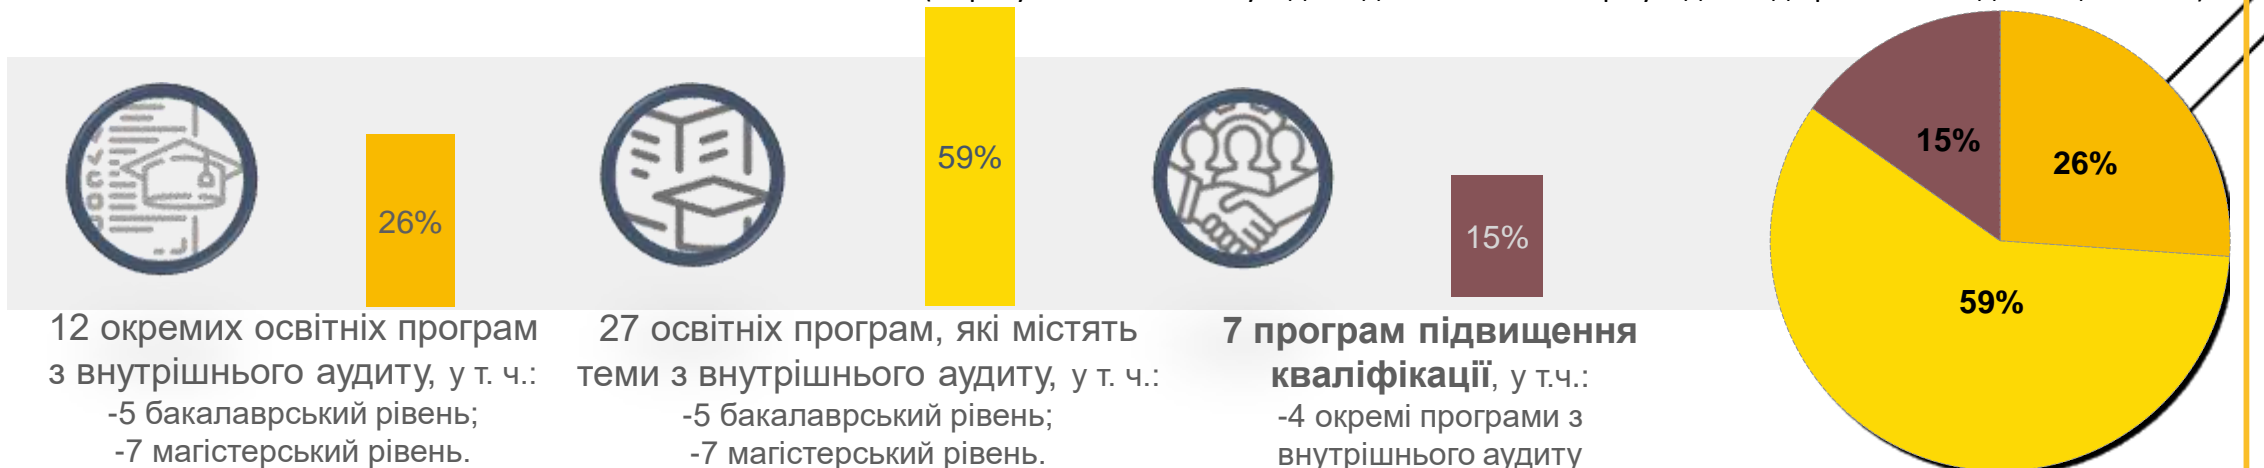 26%
59%
15%
15%
26%
59%
12 окремих освітніх програм
з внутрішнього аудиту, у т. ч.:
-5 бакалаврський рівень;
-7 магістерський рівень.
27 освітніх програм, які містять
теми з внутрішнього аудиту, у т. ч.:
-5 бакалаврський рівень;
-7 магістерський рівень.
7 програм підвищення
кваліфікації, у т.ч.:
-4 окремі програми з
внутрішнього аудиту